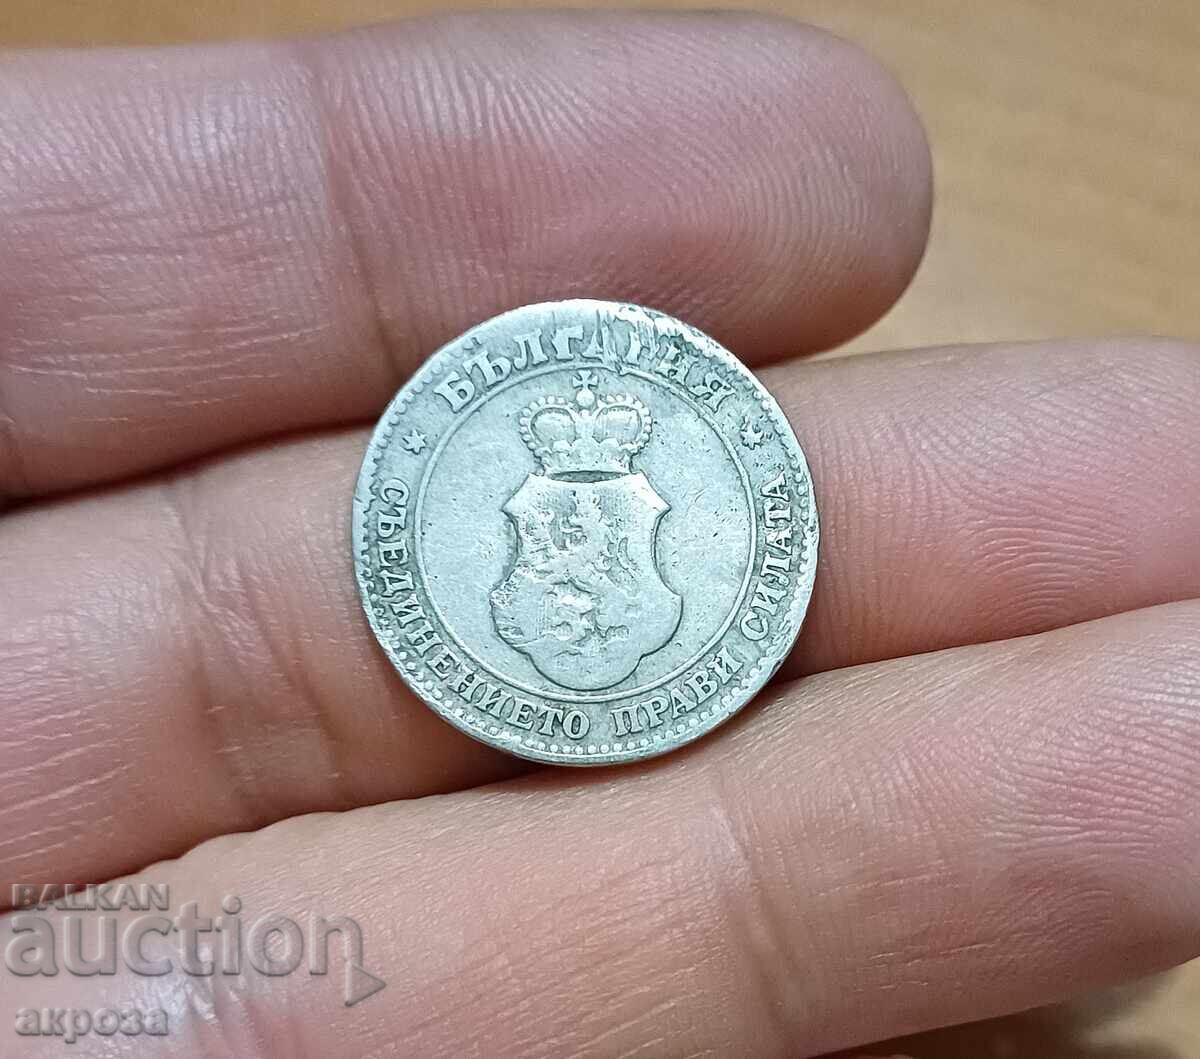 БЪЛГАРИЯ
* СЪЕДИНЕНИЕТО ПРАВИ СИЛАТА *
BALKAN
auction
акроза